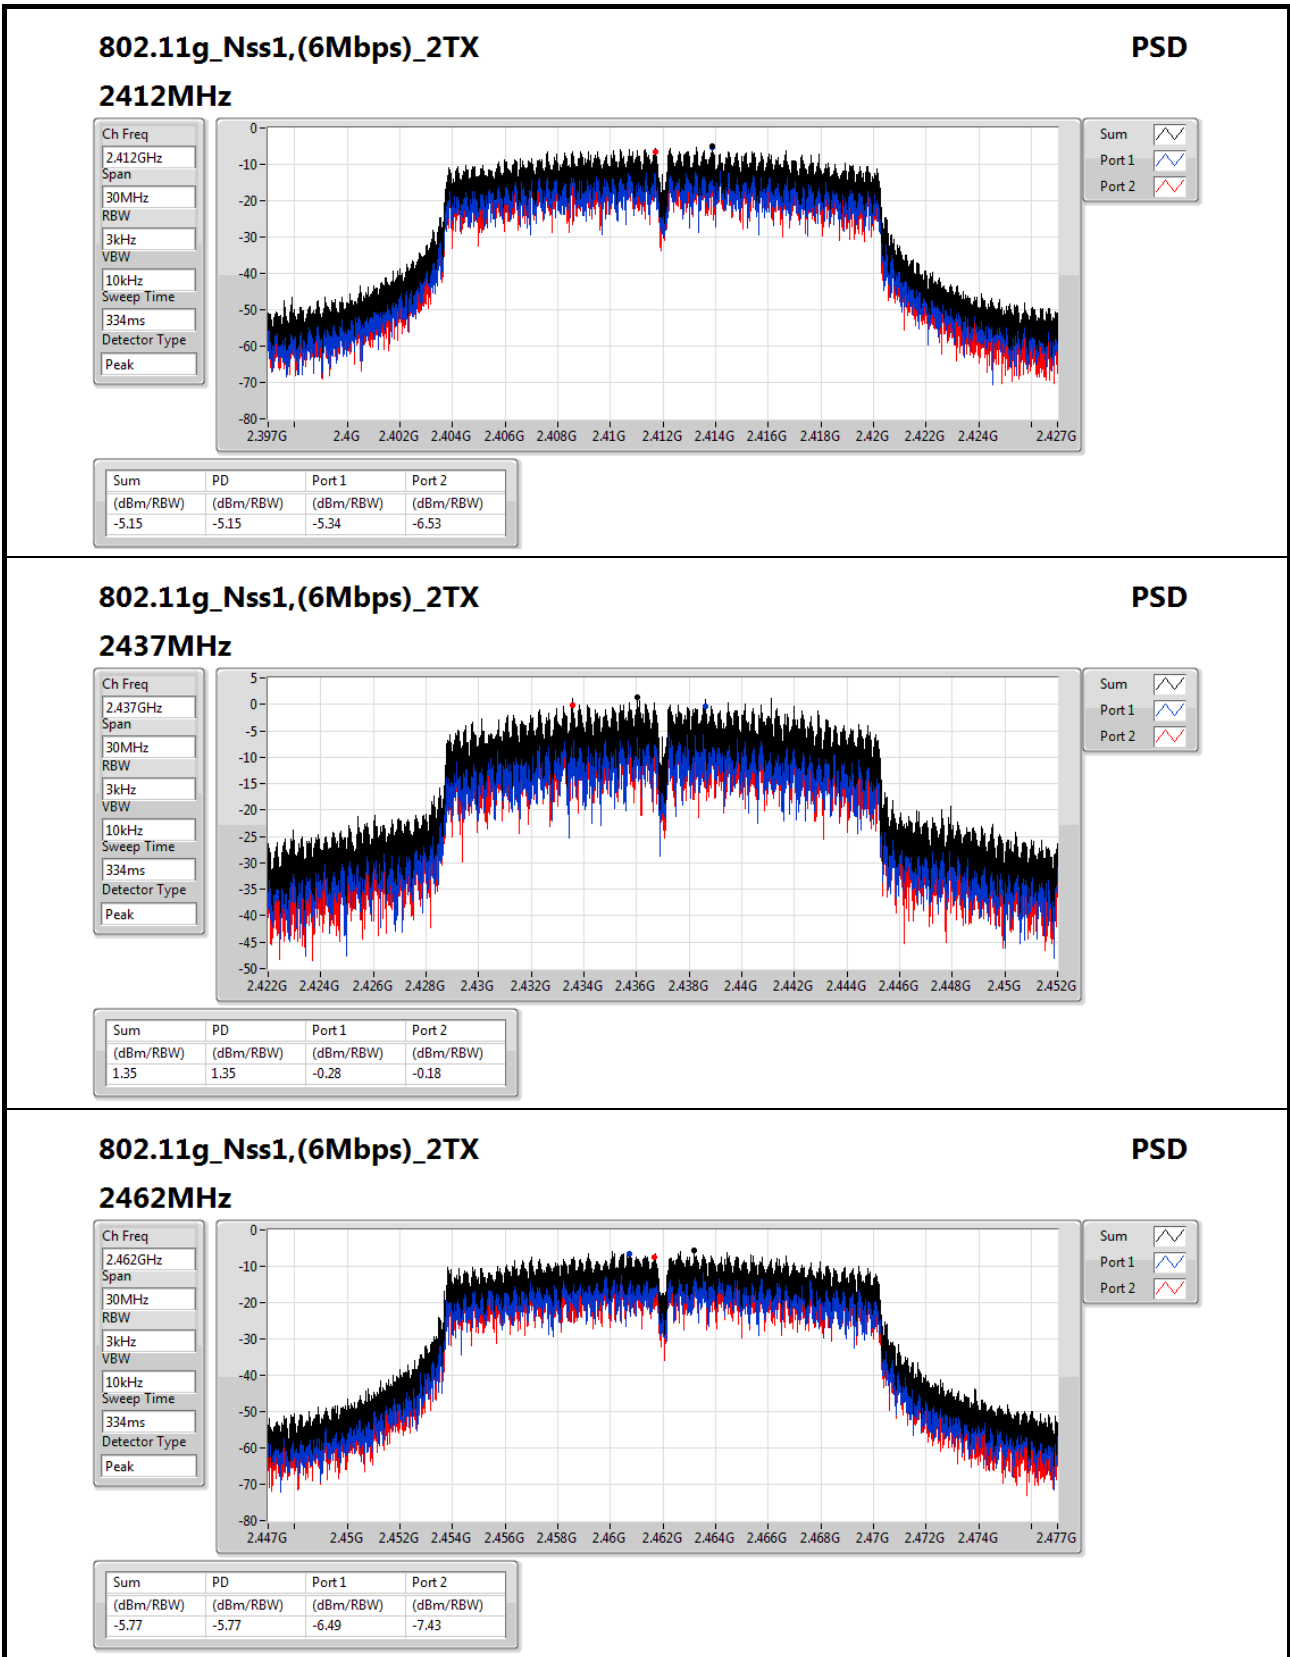 802.11g_Nss1,(6Mbps)_2TX PSD
2412MHz
Ch Freq
2.412GHz
Span
30MHz
RBW
3kHz
VBW
10kHz
Sweep Time
334ms
Detector Type
Peak
0
-10
-20
-30
-40
-50
-60
-70
-80
2.397G 2.4G 2.402G 2.404G 2.406G 2.408G 2.41G 2.412G 2.414G 2.416G 2.418G 2.42G 2.422G 2.424G 2.427G
Sum
Port 1
Port 2
Sum PD Port 1 Port 2
(dBm/RBW) (dBm/RBW) (dBm/RBW) (dBm/RBW)
-5.15 -5.15 -5.34 -6.53
802.11g_Nss1,(6Mbps)_2TX PSD
2437MHz
Ch Freq
2.437GHz
Span
30MHz
RBW
3kHz
VBW
10kHz
Sweep Time
334ms
Detector Type
Peak
5
0
-5
-10
-15
-20
-25
-30
-35
-40
-45
-50
2.422G 2.424G 2.426G 2.428G 2.43G 2.432G 2.434G 2.436G 2.438G 2.44G 2.442G 2.444G 2.446G 2.448G 2.45G 2.452G
Sum
Port 1
Port 2
Sum PD Port 1 Port 2
(dBm/RBW) (dBm/RBW) (dBm/RBW) (dBm/RBW)
1.35 1.35 -0.28 -0.18
802.11g_Nss1,(6Mbps)_2TX PSD
2462MHz
Ch Freq
2.462GHz
Span
30MHz
RBW
3kHz
VBW
10kHz
Sweep Time
334ms
Detector Type
Peak
0
-10
-20
-30
-40
-50
-60
-70
-80
2.447G 2.45G 2.452G 2.454G 2.456G 2.458G 2.46G 2.462G 2.464G 2.466G 2.468G 2.47G 2.472G 2.474G 2.477G
Sum
Port 1
Port 2
Sum PD Port 1 Port 2
(dBm/RBW) (dBm/RBW) (dBm/RBW) (dBm/RBW)
-5.77 -5.77 -6.49 -7.43